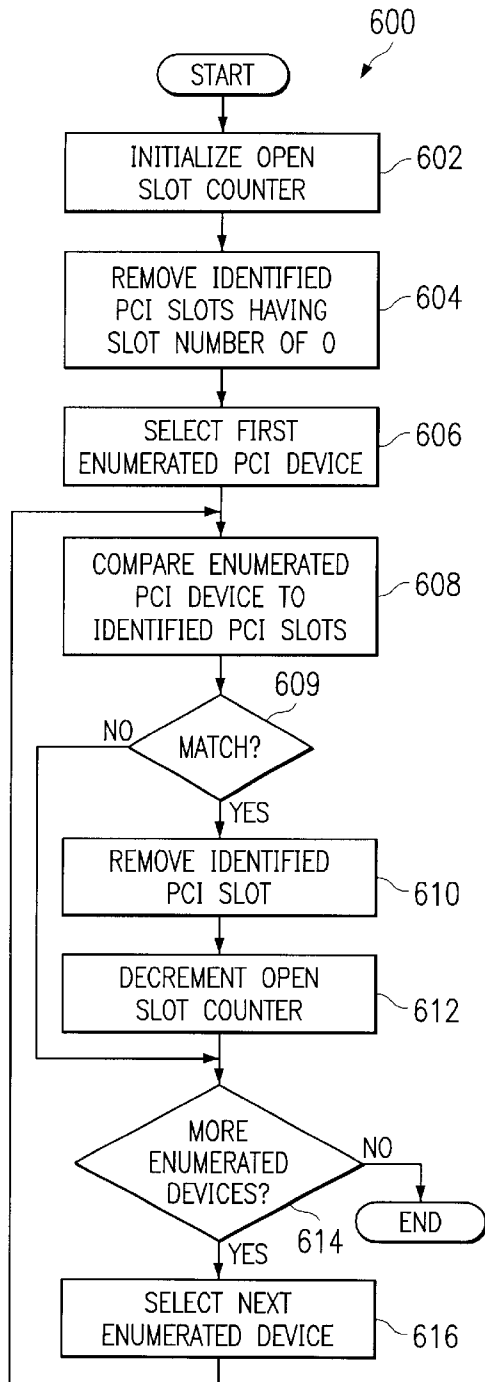 600
START
INITIALIZE OPEN
SLOT COUNTER
602
REMOVE IDENTIFIED
PCI SLOTS HAVING
SLOT NUMBER OF 0
604
SELECT FIRST
ENUMERATED PCI DEVICE
606
COMPARE ENUMERATED
PCI DEVICE TO
IDENTIFIED PCI SLOTS
608
609
NO
MATCH?
YES
REMOVE IDENTIFIED
PCI SLOT
610
DECREMENT OPEN
SLOT COUNTER
612
MORE
ENUMERATED
DEVICES?
NO
END
614
YES
SELECT NEXT
ENUMERATED DEVICE
616